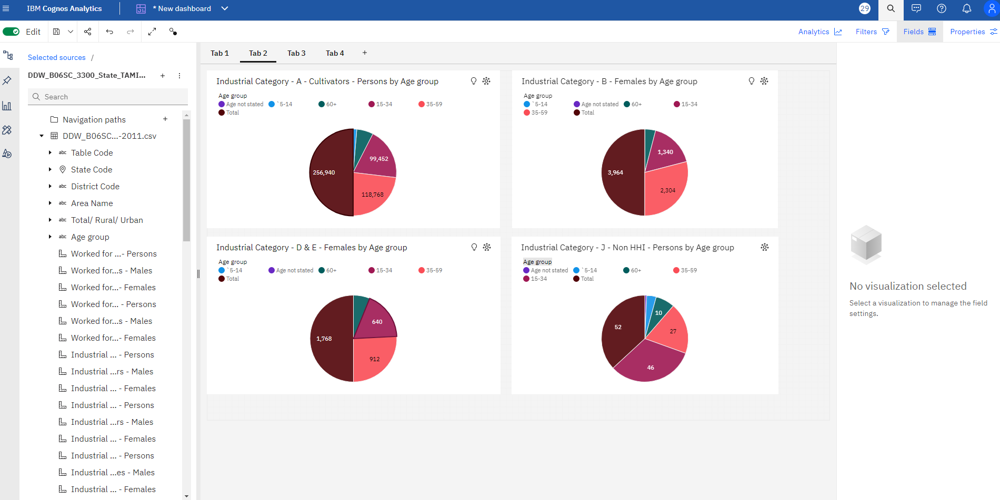 IBM Cognos Analytics
* New dashboard
29
Edit
Analytics
Filters
Fields
Properties
Selected sources /
DDW_B06SC_3300_State_TAMI...
Search
Navigation paths
DDW_B06SC...-2011.csv
abc Table Code
State Code
abc District Code
abc Area Name
abc Total/ Rural/ Urban
abc Age group
Worked for ...- Persons
Worked for...s - Males
Worked for...- Females
Worked for... - Persons
Worked for...s - Males
Worked for...- Females
Industrial ... - Persons
Industrial ...rs - Males
Industrial ... - Females
Industrial ... - Persons
Industrial ...rs - Males
Industrial ... - Females
Industrial ... - Persons
Industrial ...es - Males
Industrial ... - Females
Tab 1
Tab 2
Tab 3
Tab 4
+
Industrial Category - A - Cultivators - Persons by Age group
Age group
Age not stated `5-14 60+ 15-34 35-59
Total
99,452
256,940
118,768
Industrial Category - B - Females by Age group
Age group
`5-14 Age not stated 60+ 15-34
35-59 Total
1,340
3,964
2,304
Industrial Category - D & E - Females by Age group
Age group
`5-14 Age not stated 60+ 15-34 35-59
Total
640
1,768
912
Industrial Category - J - Non HHI - Persons by Age group
Age group
Age not stated `5-14 60+ 35-59
15-34 Total
10
52
27
46
No visualization selected
Select a visualization to manage the field
settings.